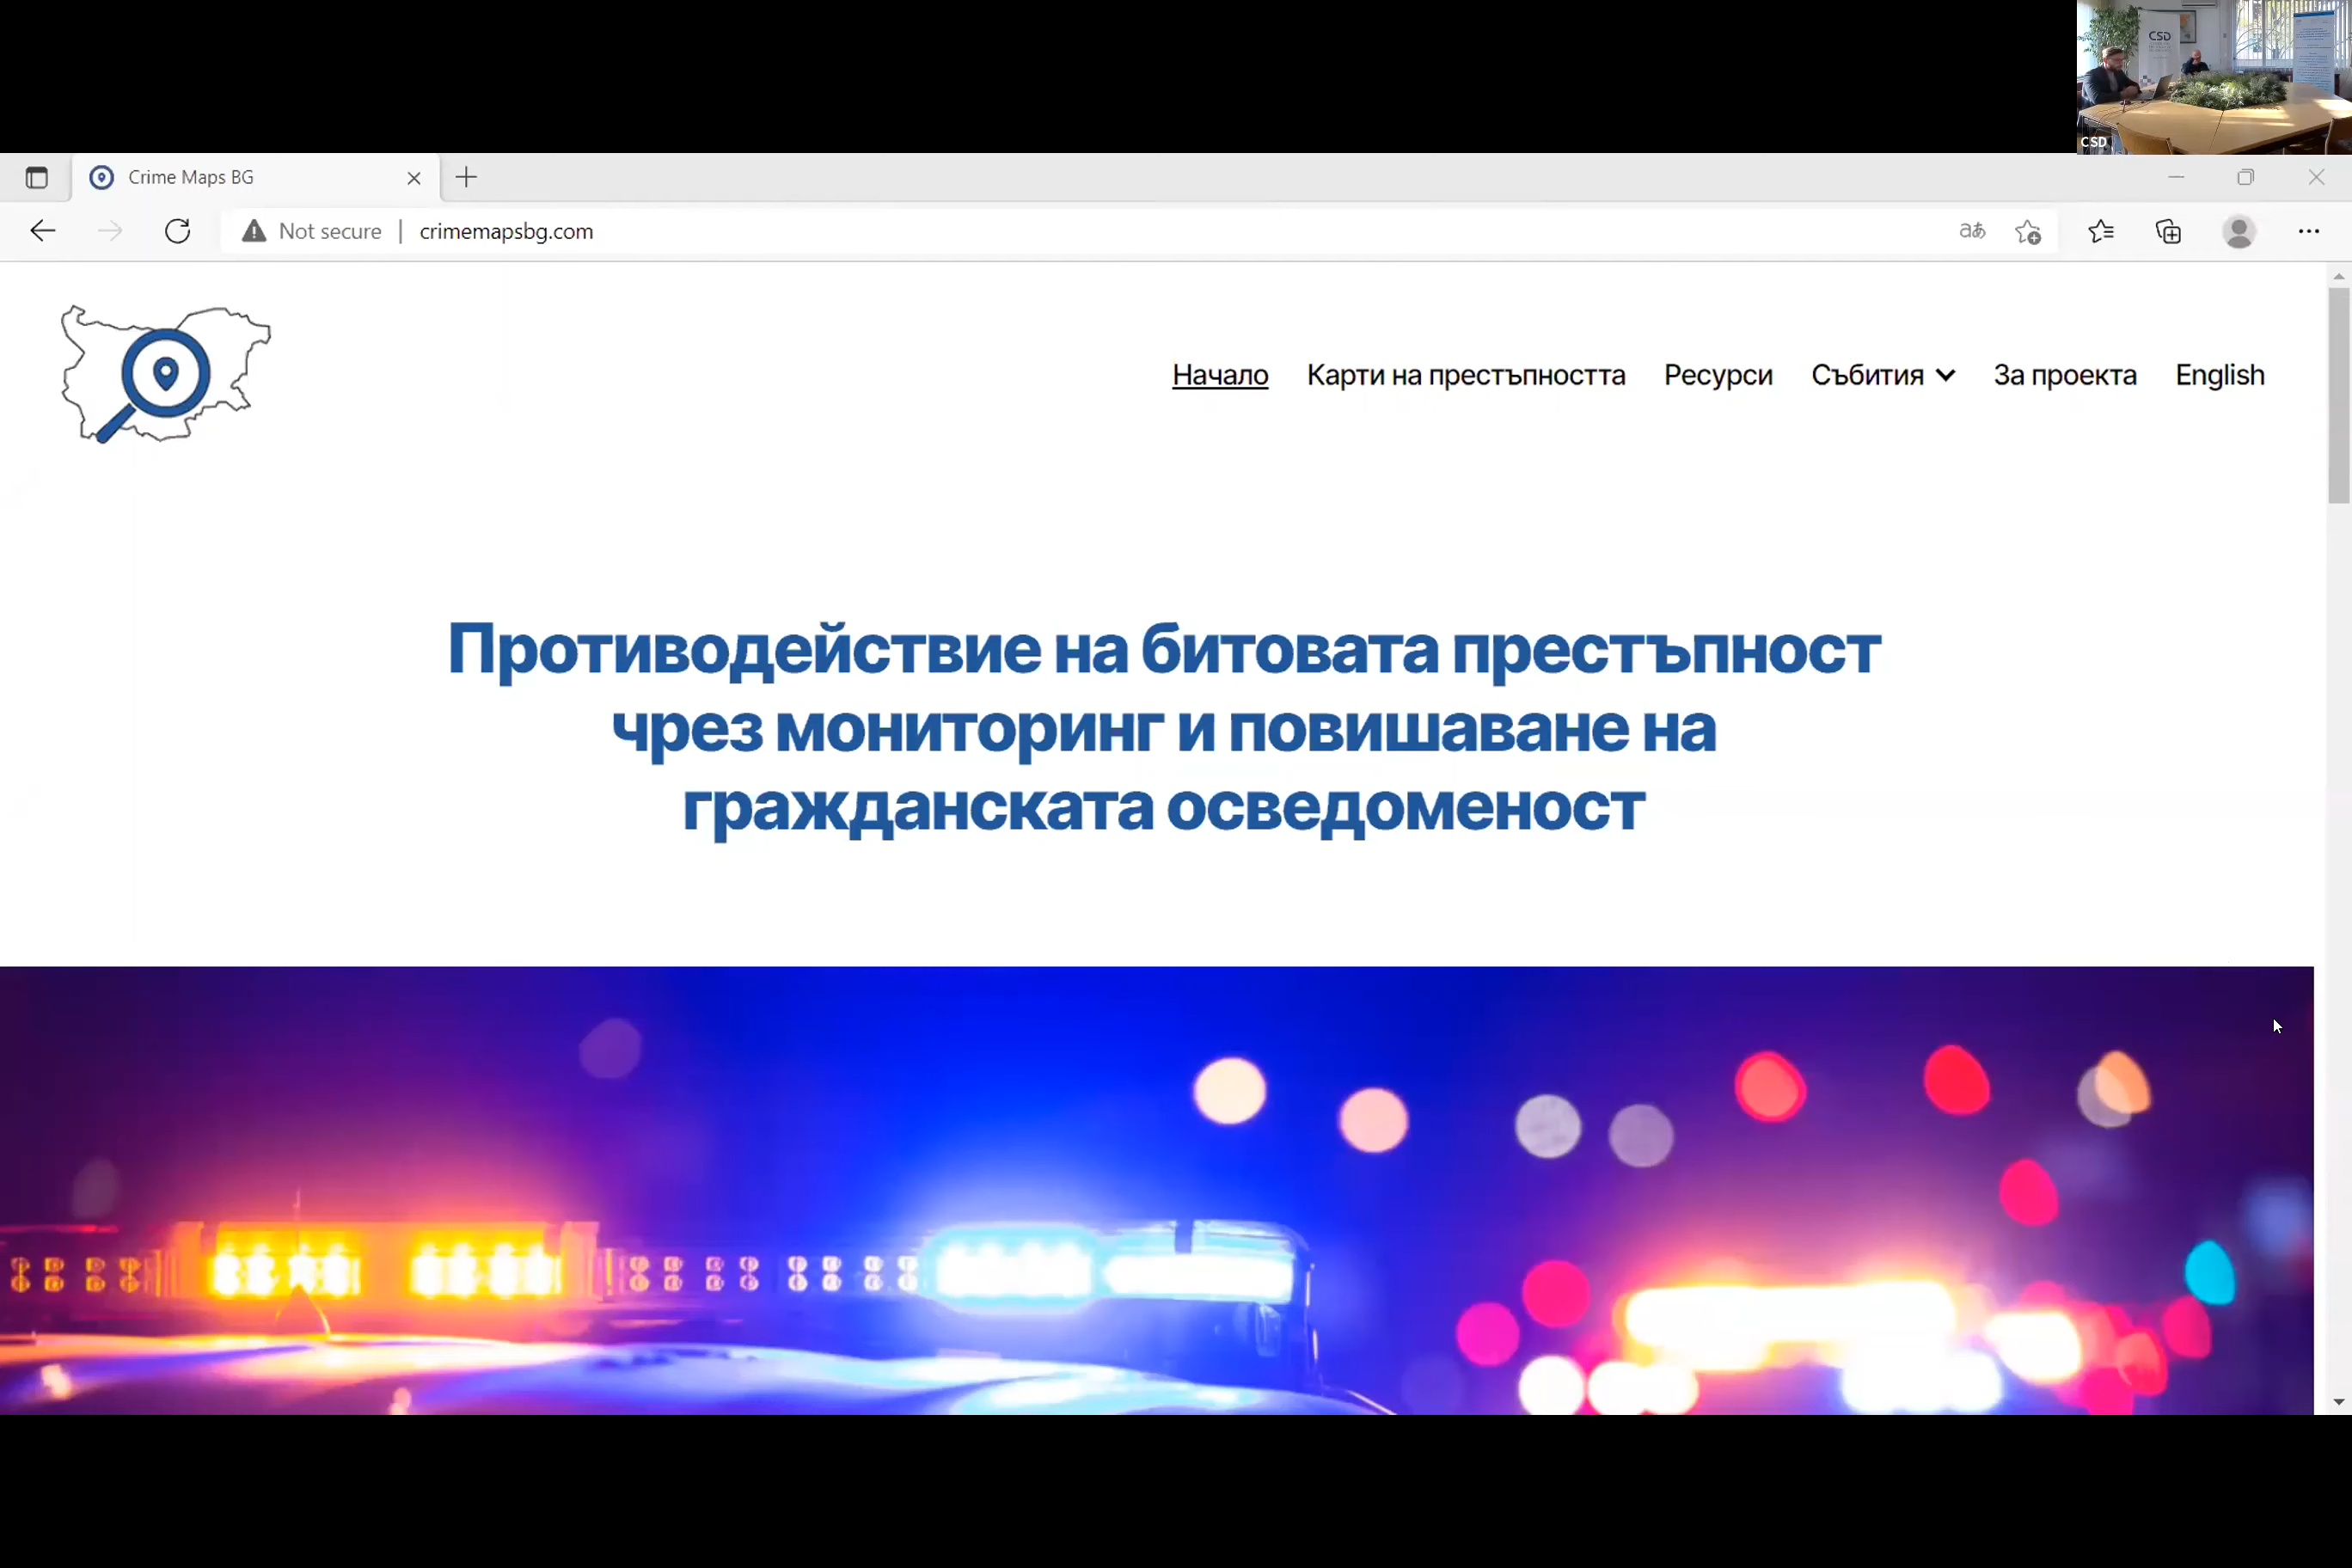 CSD
CSD
Crime Maps BG
Not secure | crimemapsbg.com
Начало Карти на престъпността Ресурси Събития За проекта English
Противодействие на битовата престъпност
чрез мониторинг и повишаване на
гражданската осведоменост